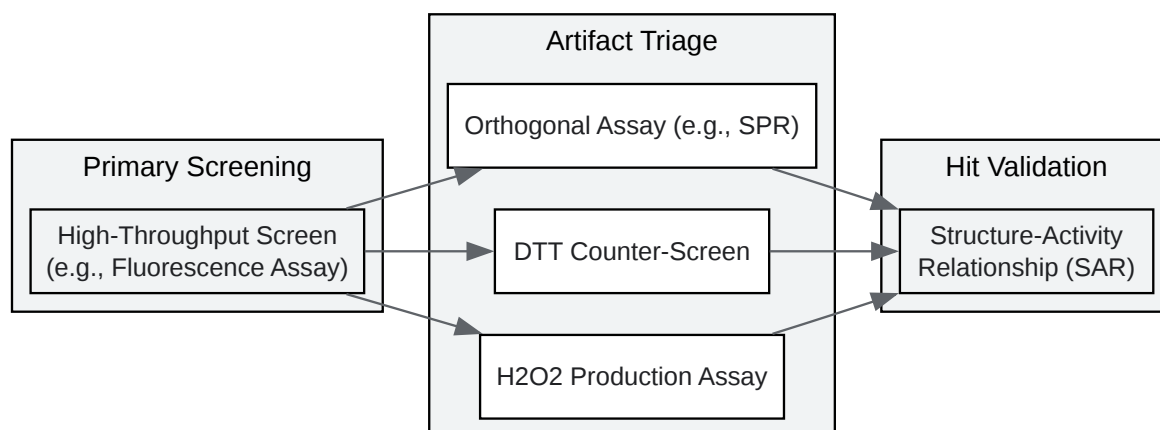 Primary Screening
High-Throughput Screen
(e.g., Fluorescence Assay)
Artifact Triage
Orthogonal Assay (e.g., SPR)
DTT Counter-Screen
H2O2 Production Assay
Hit Validation
Structure-Activity
Relationship (SAR)